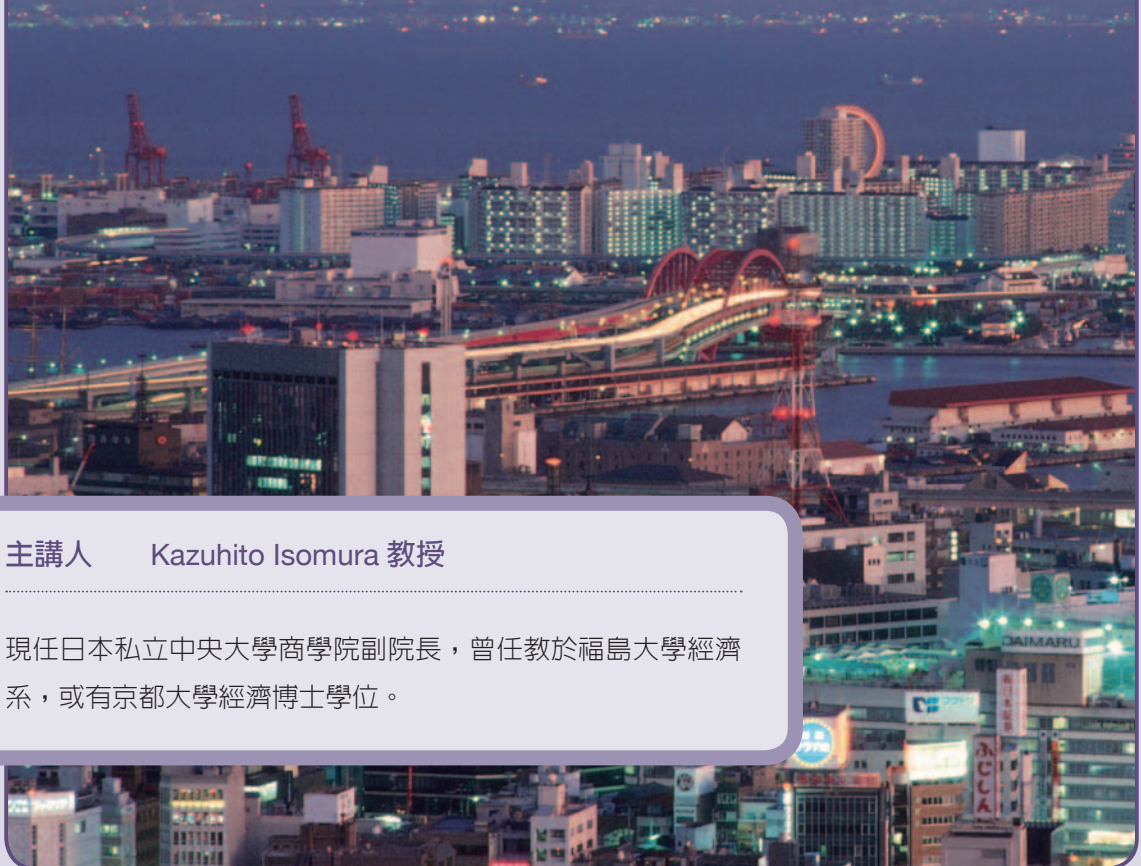 主講人 Kazuhito Isomura 教授
現任日本私立中央大學商學院副院長，曾任教於福島大學經濟
系，或有京都大學經濟博士學位。
DAIMARU
ふじしん